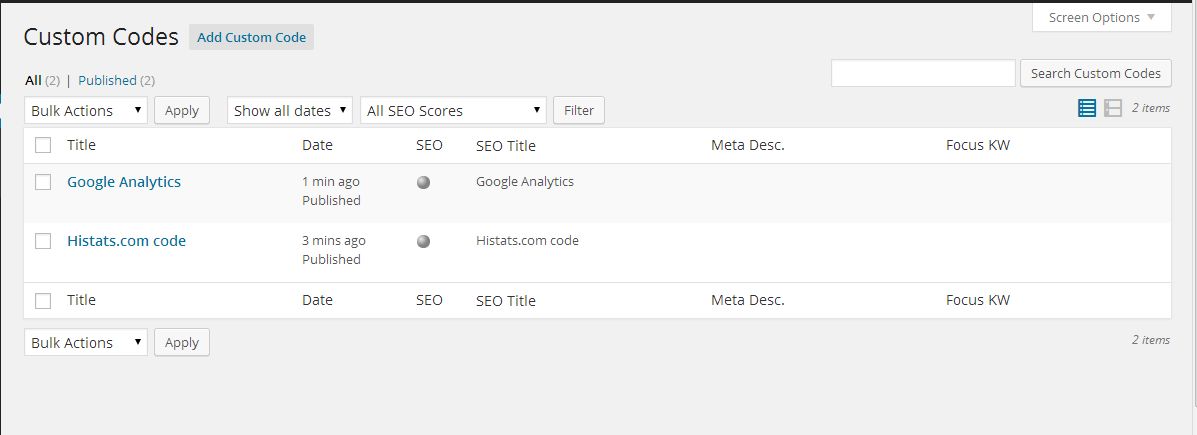 Screen Options
Custom Codes Add Custom Code
All (2) | Published (2)
Search Custom Codes
Bulk Actions Apply Show all dates All SEO Scores Filter 2 items
Title Date SEO SEO Title Meta Desc. Focus KW
Google Analytics 1 min ago Google Analytics
Published
Histats.com code 3 mins ago Histats.com code
Published
Title Date SEO SEO Title Meta Desc. Focus KW
Bulk Actions Apply 2 items